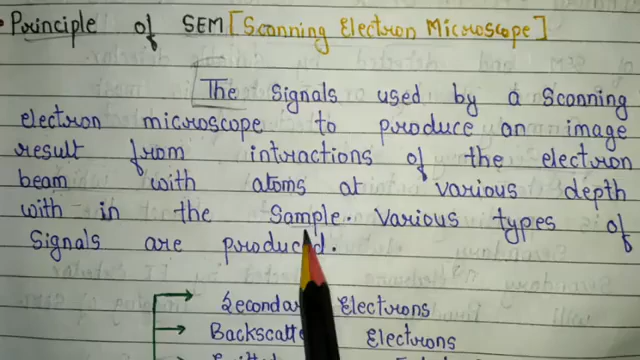 Principle of SEM [Scanning Electron Microscope]
The Signals used by a Scanning
electron microscope to produce an image
result from intractions of the electron
beam with atoms at various depth
with in the Sample. Various types of
Signals are produced.
Secondar Electrons
Backscatte Electrons